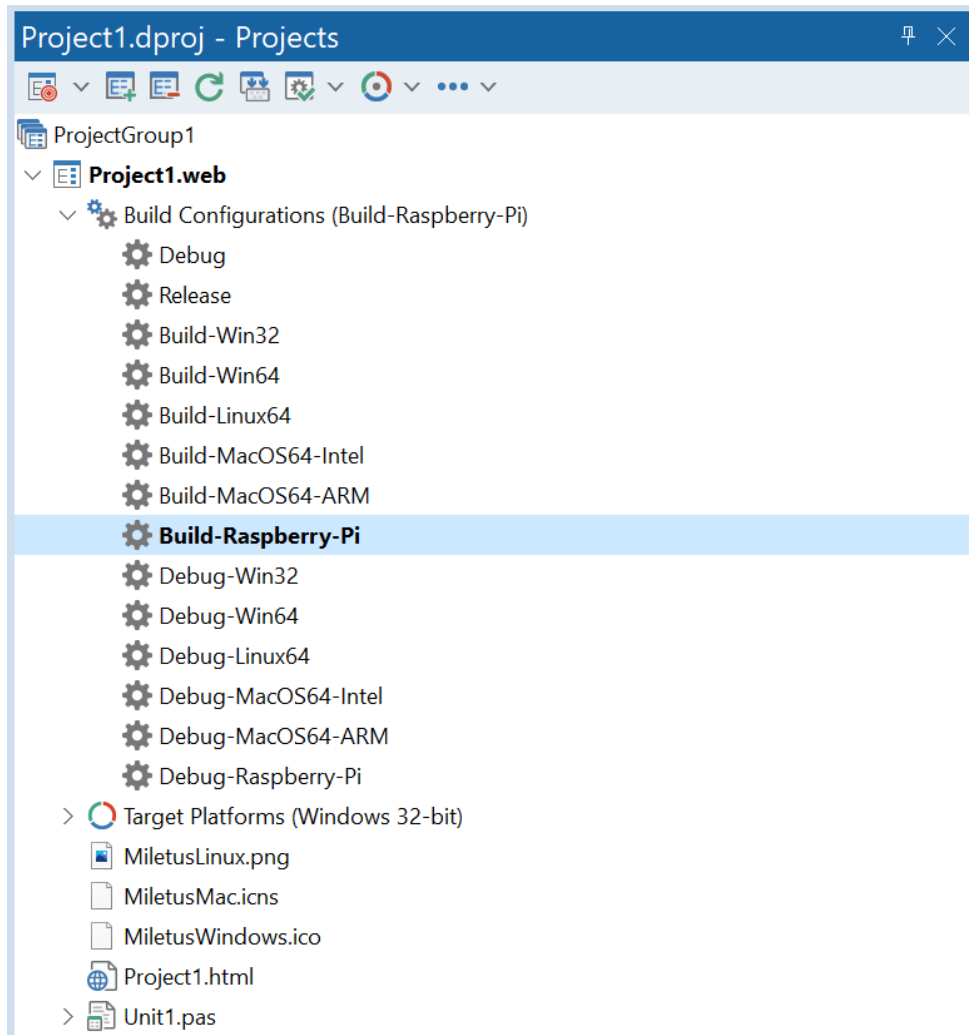 Project1.dproj - Projects
ProjectGroup1
Project1.web
Build Configurations (Build-Raspberry-Pi)
Debug
Release
Build-Win32
Build-Win64
Build-Linux64
Build-MacOS64-Intel
Build-MacOS64-ARM
Build-Raspberry-Pi
Debug-Win32
Debug-Win64
Debug-Linux64
Debug-MacOS64-Intel
Debug-MacOS64-ARM
Debug-Raspberry-Pi
Target Platforms (Windows 32-bit)
MiletusLinux.png
MiletusMac.icns
MiletusWindows.ico
Project1.html
Unit1.pas